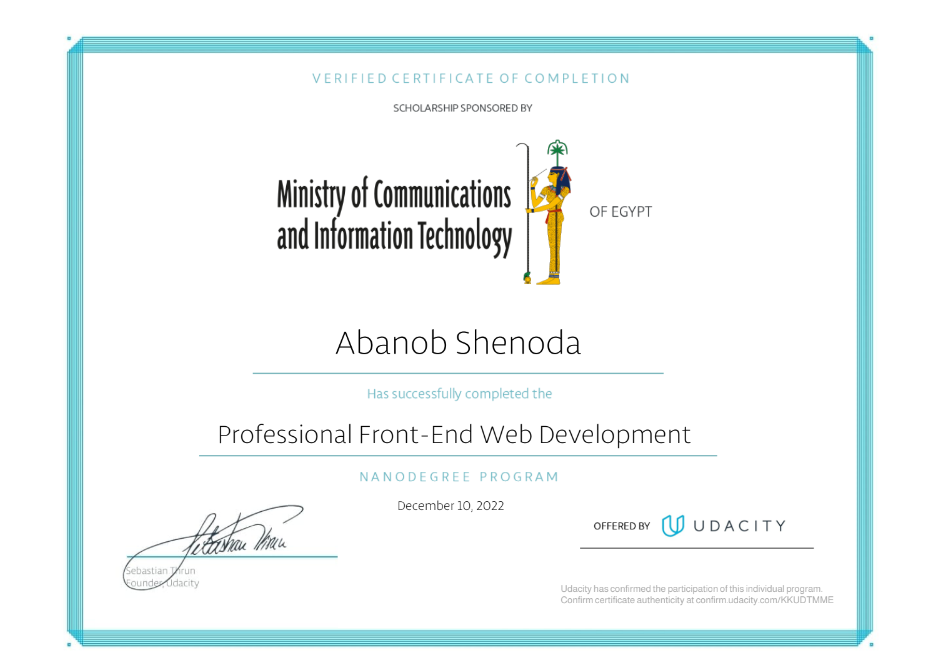 VERIFIED CERTIFICATE OF COMPLETION
SCHOLARSHIP SPONSORED BY
Ministry of Communications
and Information Technology
OF EGYPT
Abanob Shenoda
Has successfully completed the
Professional Front-End Web Development
NANODEGREE PROGRAM
December 10, 2022
Sebastian Thrun
OFFERED BY UDACITY
Sebastian Thrun
Founder, Udacity
Udacity has confirmed the participation of this individual program.
Confirm certificate authenticity at confirm.udacity.com/KKUDTMME